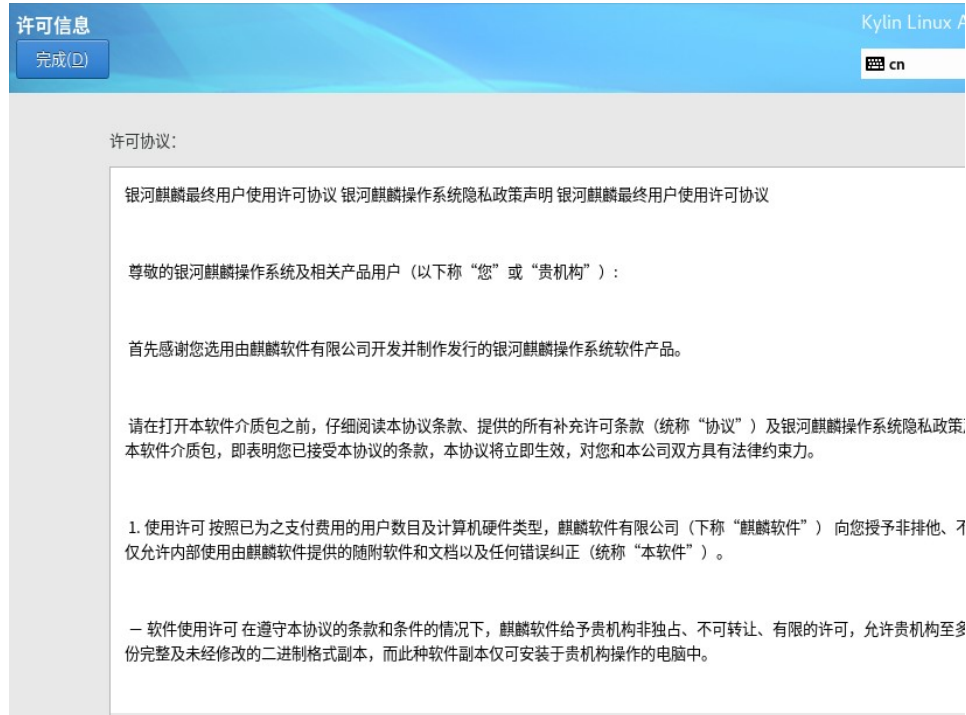 许可信息
Kylin Linux A
完成(D)
cn
许可协议：
银河麒麟最终用户使用许可协议 银河麒麟操作系统隐私政策声明 银河麒麟最终用户使用许可协议
尊敬的银河麒麟操作系统及相关产品用户（以下称“您”或“贵机构”）：
首先感谢您选用由麒麟软件有限公司开发并制作发行的银河麒麟操作系统软件产品。
请在打开本软件介质包之前，仔细阅读本协议条款、提供的所有补充许可条款（统称“协议”）及银河麒麟操作系统隐私政策
本软件介质包，即表明您已接受本协议的条款，本协议将立即生效，对您和本公司双方具有法律约束力。
1. 使用许可 按照已为之支付费用的用户数目及计算机硬件类型，麒麟软件有限公司（下称“麒麟软件”） 向您授予非排他、不
仅允许内部使用由麒麟软件提供的随附软件和文档以及任何错误纠正（统称“本软件”）。
－ 软件使用许可 在遵守本协议的条款和条件的情况下，麒麟软件给予贵机构非独占、不可转让、有限的许可，允许贵机构至多
份完整及未经修改的二进制格式副本，而此种软件副本仅可安装于贵机构操作的电脑中。